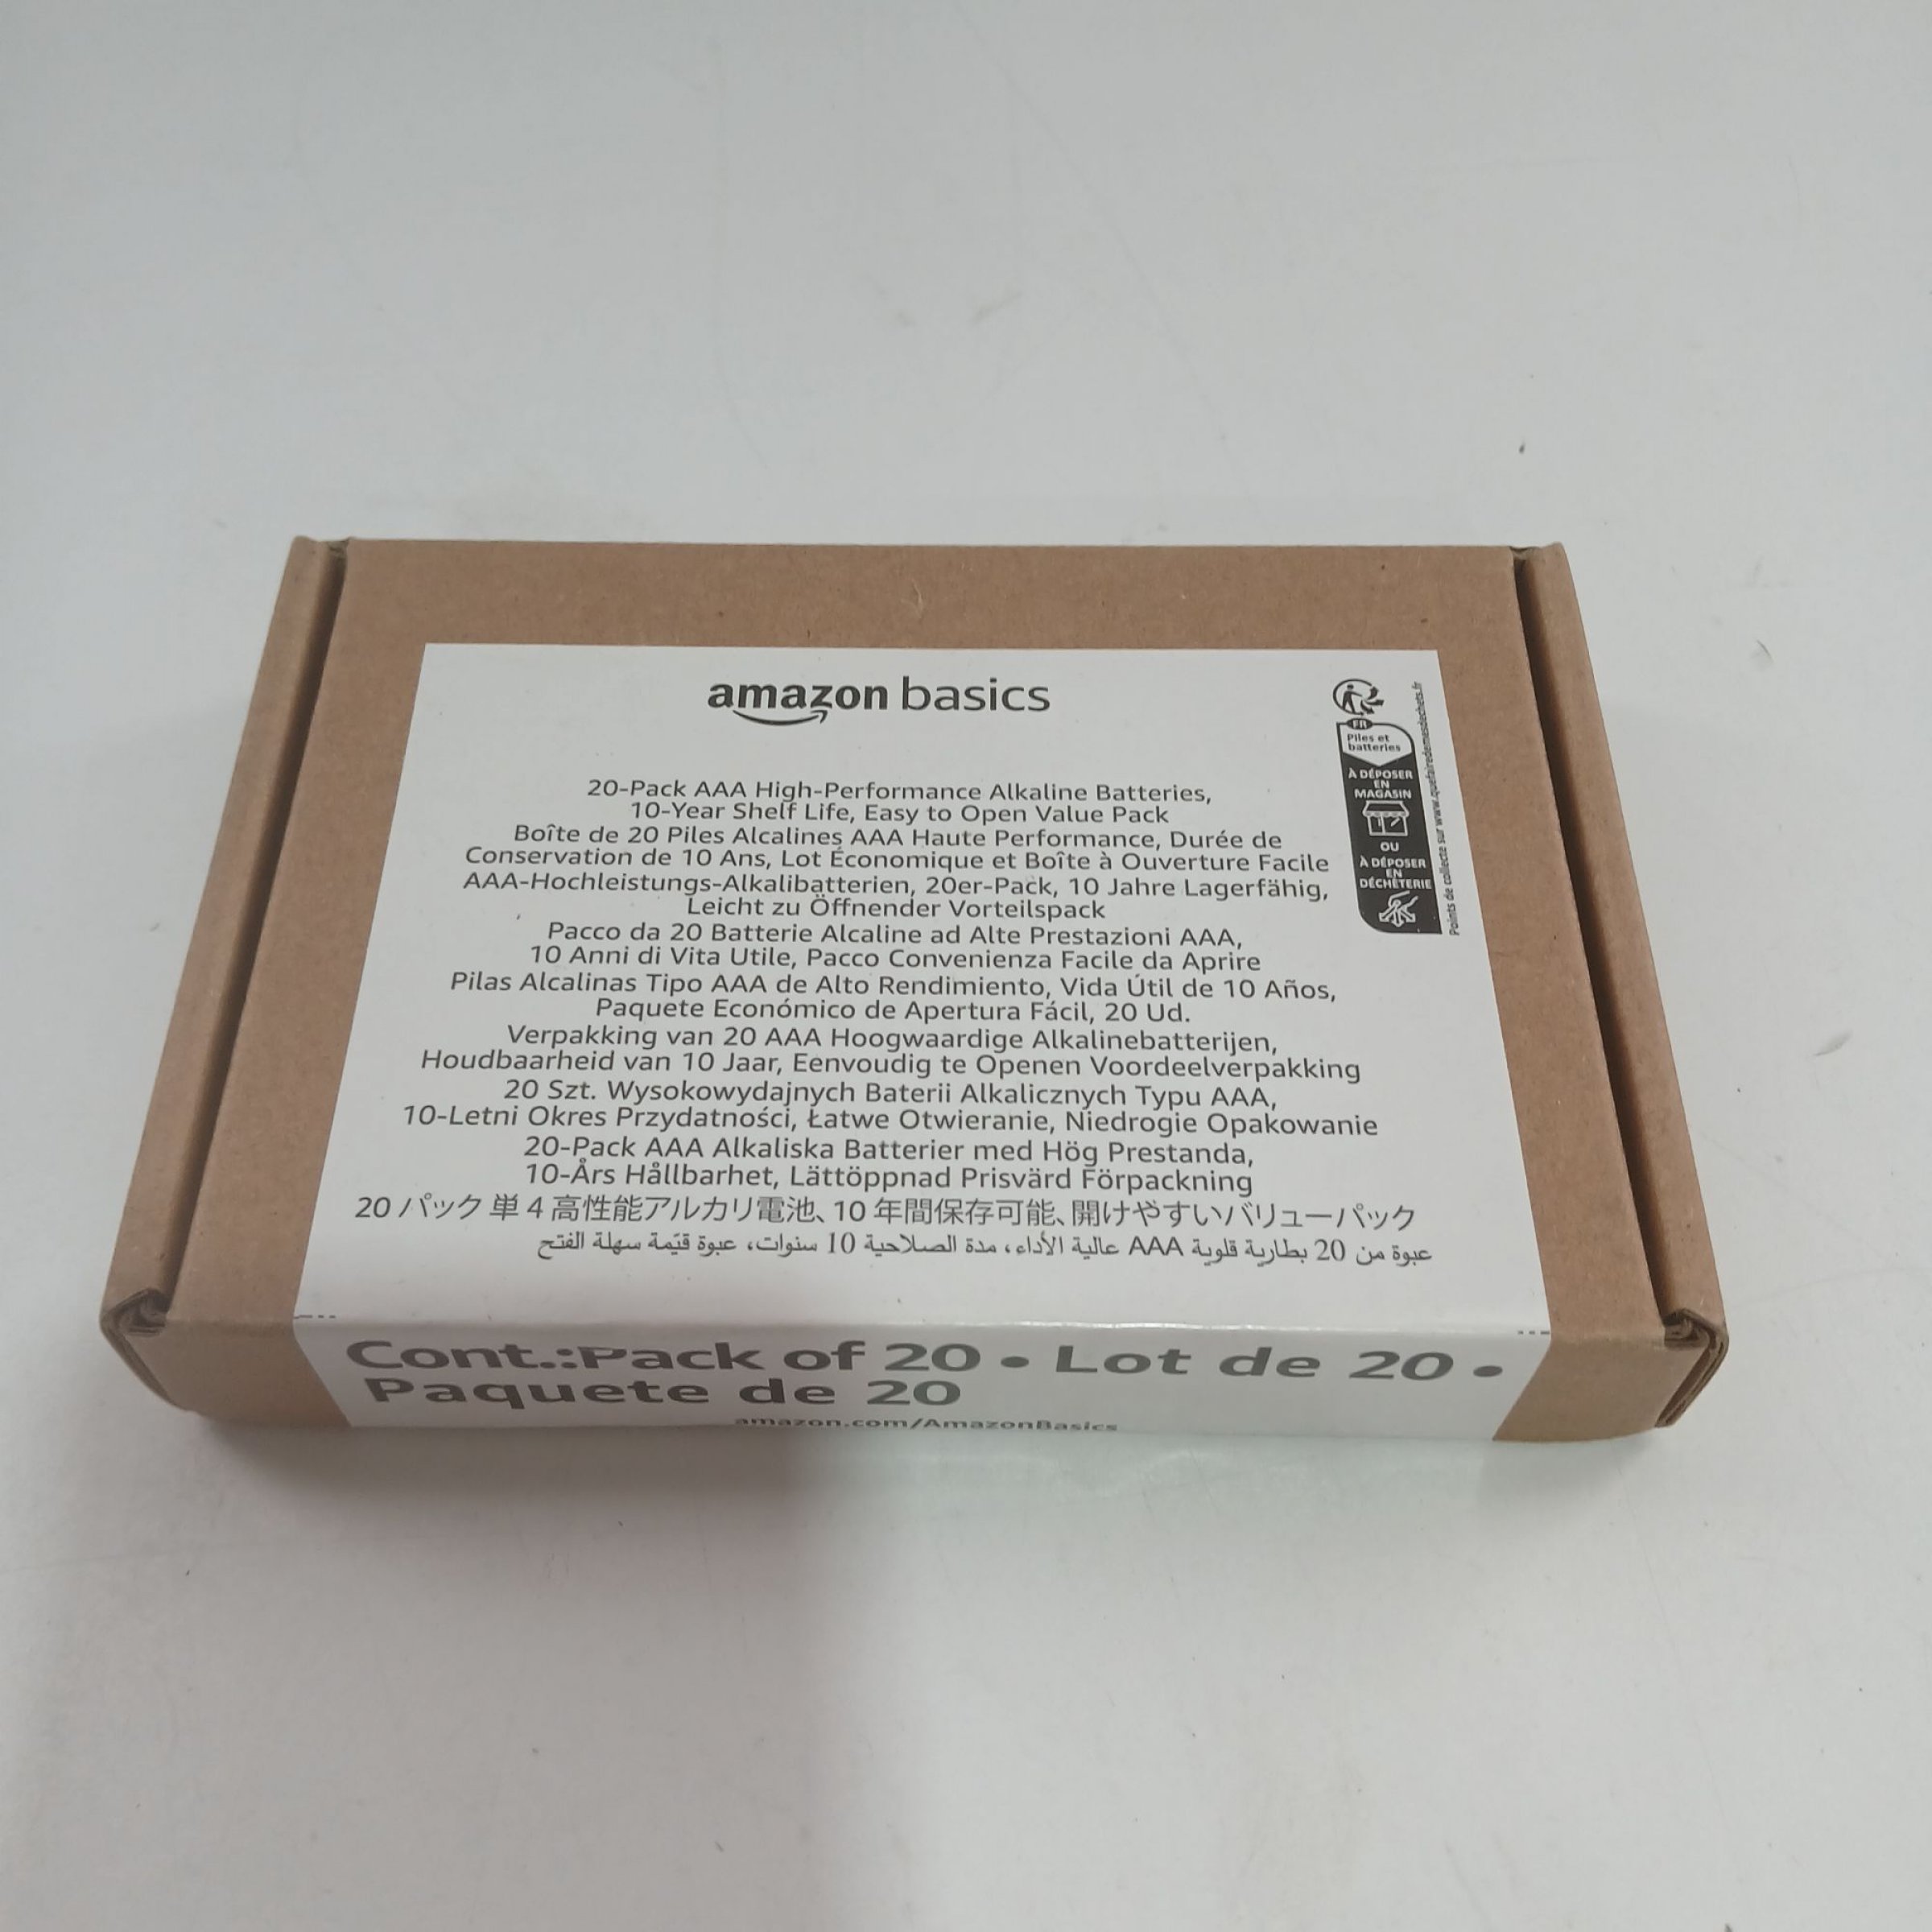 amazon basics
20-Pack AAA High-Performance Alkaline Batteries,
10-Year Shelf Life, Easy to Open Value Pack
Boîte de 20 Piles Alcalines AAA Haute Performance, Durée de
Conservation de 10 Ans, Lot Économique et Boîte à Ouverture Facile
AAA-Hochleistungs-Alkalibatterien, 20er-Pack, 10 Jahre Lagerfähig,
Leicht zu Öffnender Vorteilspack
Pacco da 20 Batterie Alcaline ad Alte Prestazioni AAA,
10 Anni di Vita Utile, Pacco Convenienza Facile da Aprire
Pilas Alcalinas Tipo AAA de Alto Rendimiento, Vida Útil de 10 Años,
Paquete Económico de Apertura Fácil, 20 Ud.
Verpakking van 20 AAA Hoogwaardige Alkalinebatterijen,
Houdbaarheid van 10 Jaar, Eenvoudig te Openen Voordeelverpakking
20 Szt. Wysokowydajnych Baterii Alkalicznych Typu AAA,
10-Letni Okres Przydatności, Łatwe Otwieranie, Niedrogie Opakowanie
20-Pack AAA Alkaliska Batterier med Hög Prestanda,
10-Års Hållbarhet, Lättöppnad Prisvärd Förpackning
20 パック 単 4 高性能アルカリ電池、10 年間保存可能、開けやすいバリューパック
عبوة من 20 بطارية قلوية AAA عالية الأداء، مدة الصلاحية 10 سنوات، عبوة قيّمة سهلة الفتح
FR
Piles et
batteries
À DÉPOSER
EN
MAGASIN
OU
À DÉPOSER
EN
DÉCHÈTERIE
Points de collecte sur www.quefairedemesdechets.fr
Cont.:Pack of 20 • Lot de 20 •
Paquete de 20
amazon.com/AmazonBasics